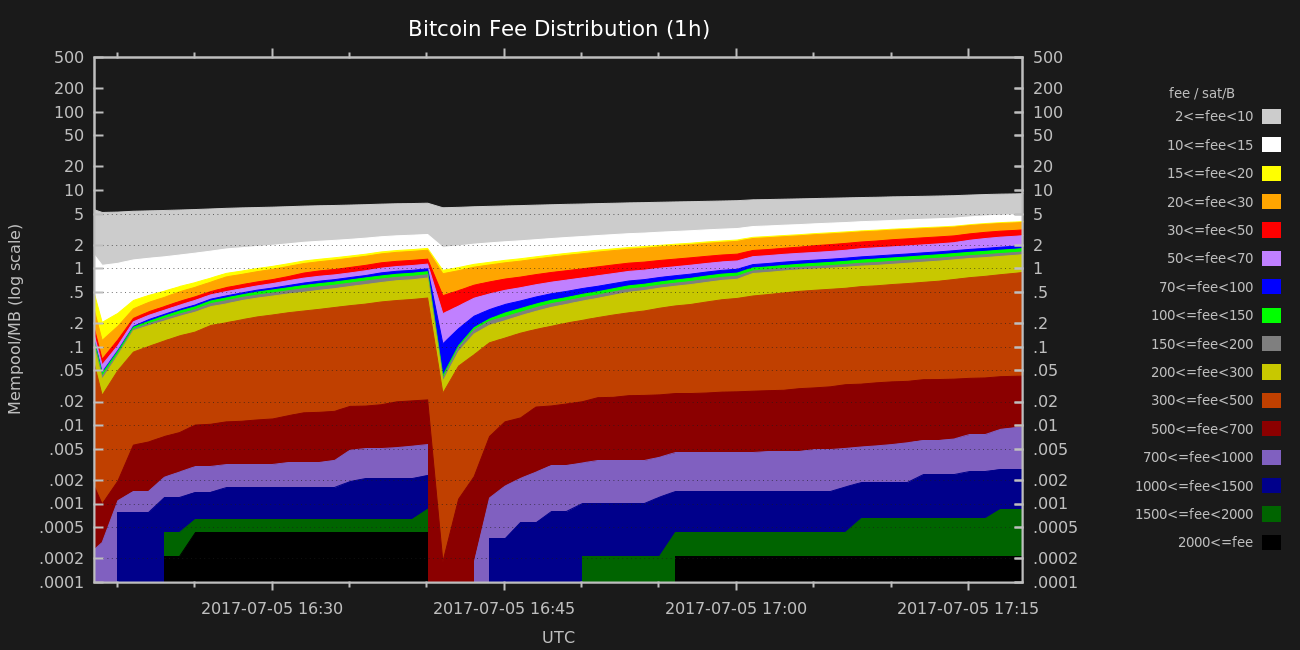 Bitcoin Fee Distribution (1h)
500 500
200 200
100 100
50 50
20 20
10 10
5 5
2 2
1 1
.5 .5
.2 .2
.1 .1
.05 .05
.02 .02
.01 .01
.005 .005
.002 .002
.001 .001
.0005 .0005
.0002 .0002
.0001 .0001
Mempool/MB (log scale)
2017-07-05 16:30 2017-07-05 16:45 2017-07-05 17:00 2017-07-05 17:15
UTC
fee / sat/B
2<=fee<10
10<=fee<15
15<=fee<20
20<=fee<30
30<=fee<50
50<=fee<70
70<=fee<100
100<=fee<150
150<=fee<200
200<=fee<300
300<=fee<500
500<=fee<700
700<=fee<1000
1000<=fee<1500
1500<=fee<2000
2000<=fee